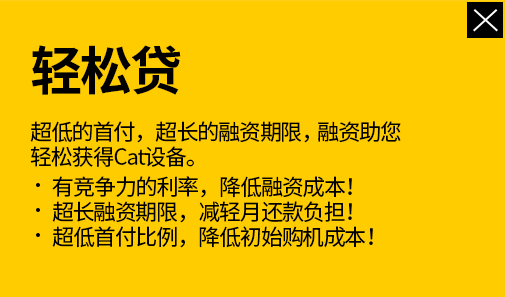 轻松贷
超低的首付，超长的融资期限，融资助您
轻松获得Cat设备。
· 有竞争力的利率，降低融资成本！
· 超长融资期限，减轻月还款负担！
· 超低首付比例，降低初始购机成本！